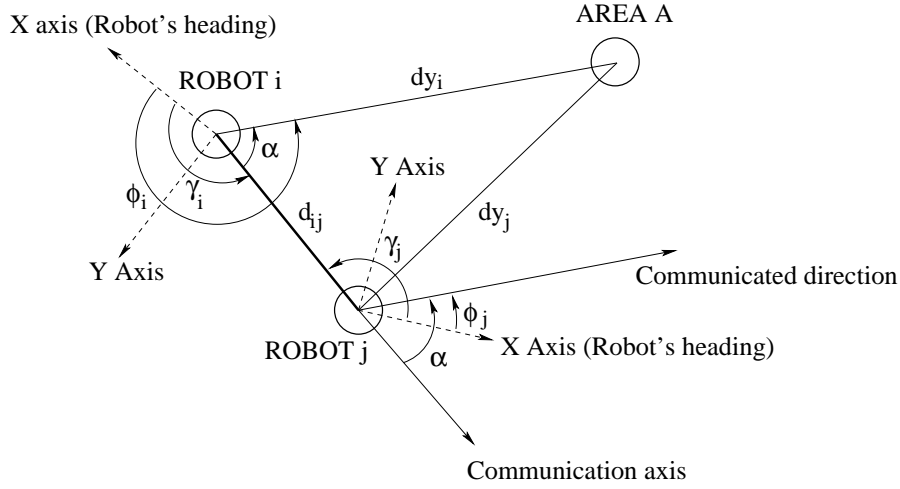 AREA A
X axis (Robot's heading)
ROBOT i
dy_i
α
Y Axis
ϕ_i
γ_i
d_ij
dy_j
Y Axis
γ_j
Communicated direction
ϕ_j
X Axis (Robot's heading)
ROBOT j
α
Communication axis